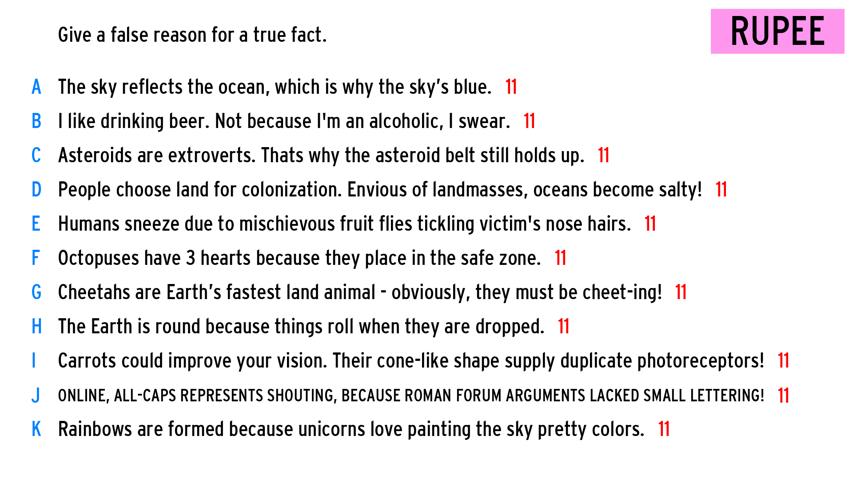 Give a false reason for a true fact.
RUPEE
A The sky reflects the ocean, which is why the sky's blue. 11
B I like drinking beer. Not because I'm an alcoholic, I swear. 11
C Asteroids are extroverts. Thats why the asteroid belt still holds up. 11
D People choose land for colonization. Envious of landmasses, oceans become salty! 11
E Humans sneeze due to mischievous fruit flies tickling victim's nose hairs. 11
F Octopuses have 3 hearts because they place in the safe zone. 11
G Cheetahs are Earth's fastest land animal - obviously, they must be cheet-ing! 11
H The Earth is round because things roll when they are dropped. 11
I Carrots could improve your vision. Their cone-like shape supply duplicate photoreceptors! 11
J ONLINE, ALL-CAPS REPRESENTS SHOUTING, BECAUSE ROMAN FORUM ARGUMENTS LACKED SMALL LETTERING! 11
K Rainbows are formed because unicorns love painting the sky pretty colors. 11